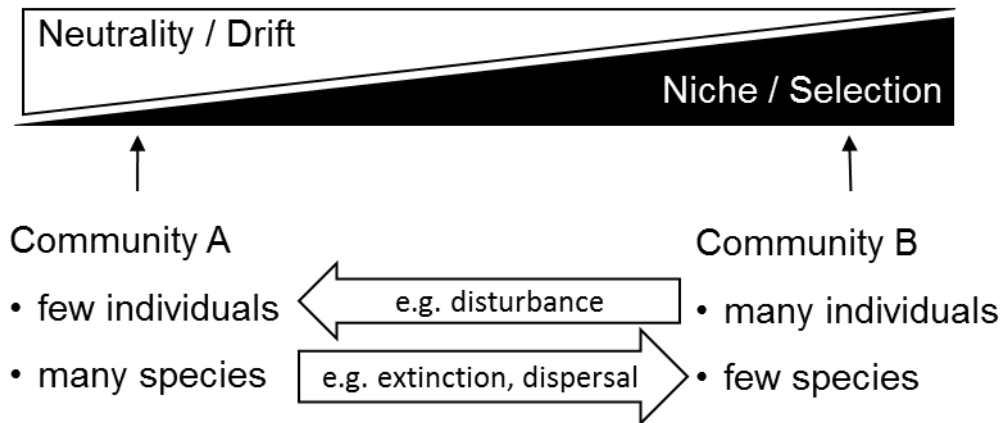 Neutrality / Drift
Niche / Selection
Community A
• few individuals
• many species
e.g. disturbance
e.g. extinction, dispersal
Community B
• many individuals
• few species